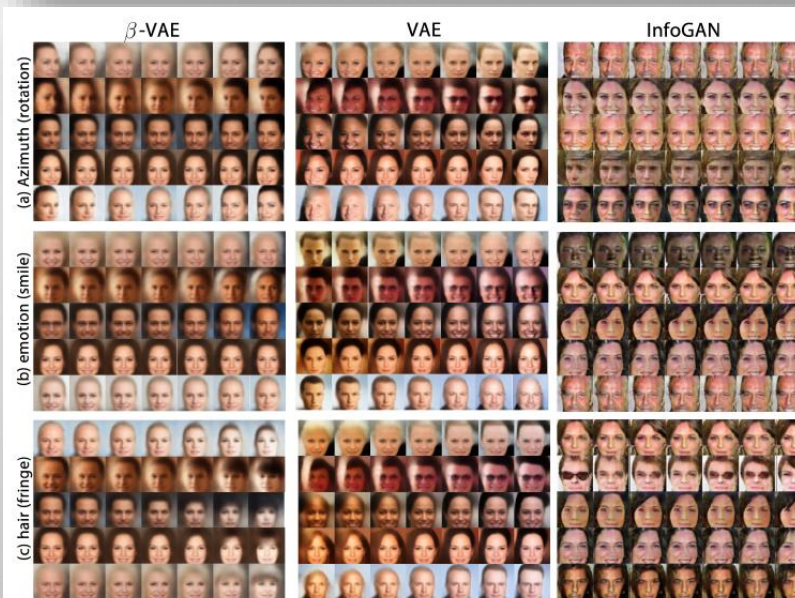 β-VAE VAE InfoGAN
(a) Azimuth (rotation)
(b) emotion (smile)
(c) hair (fringe)